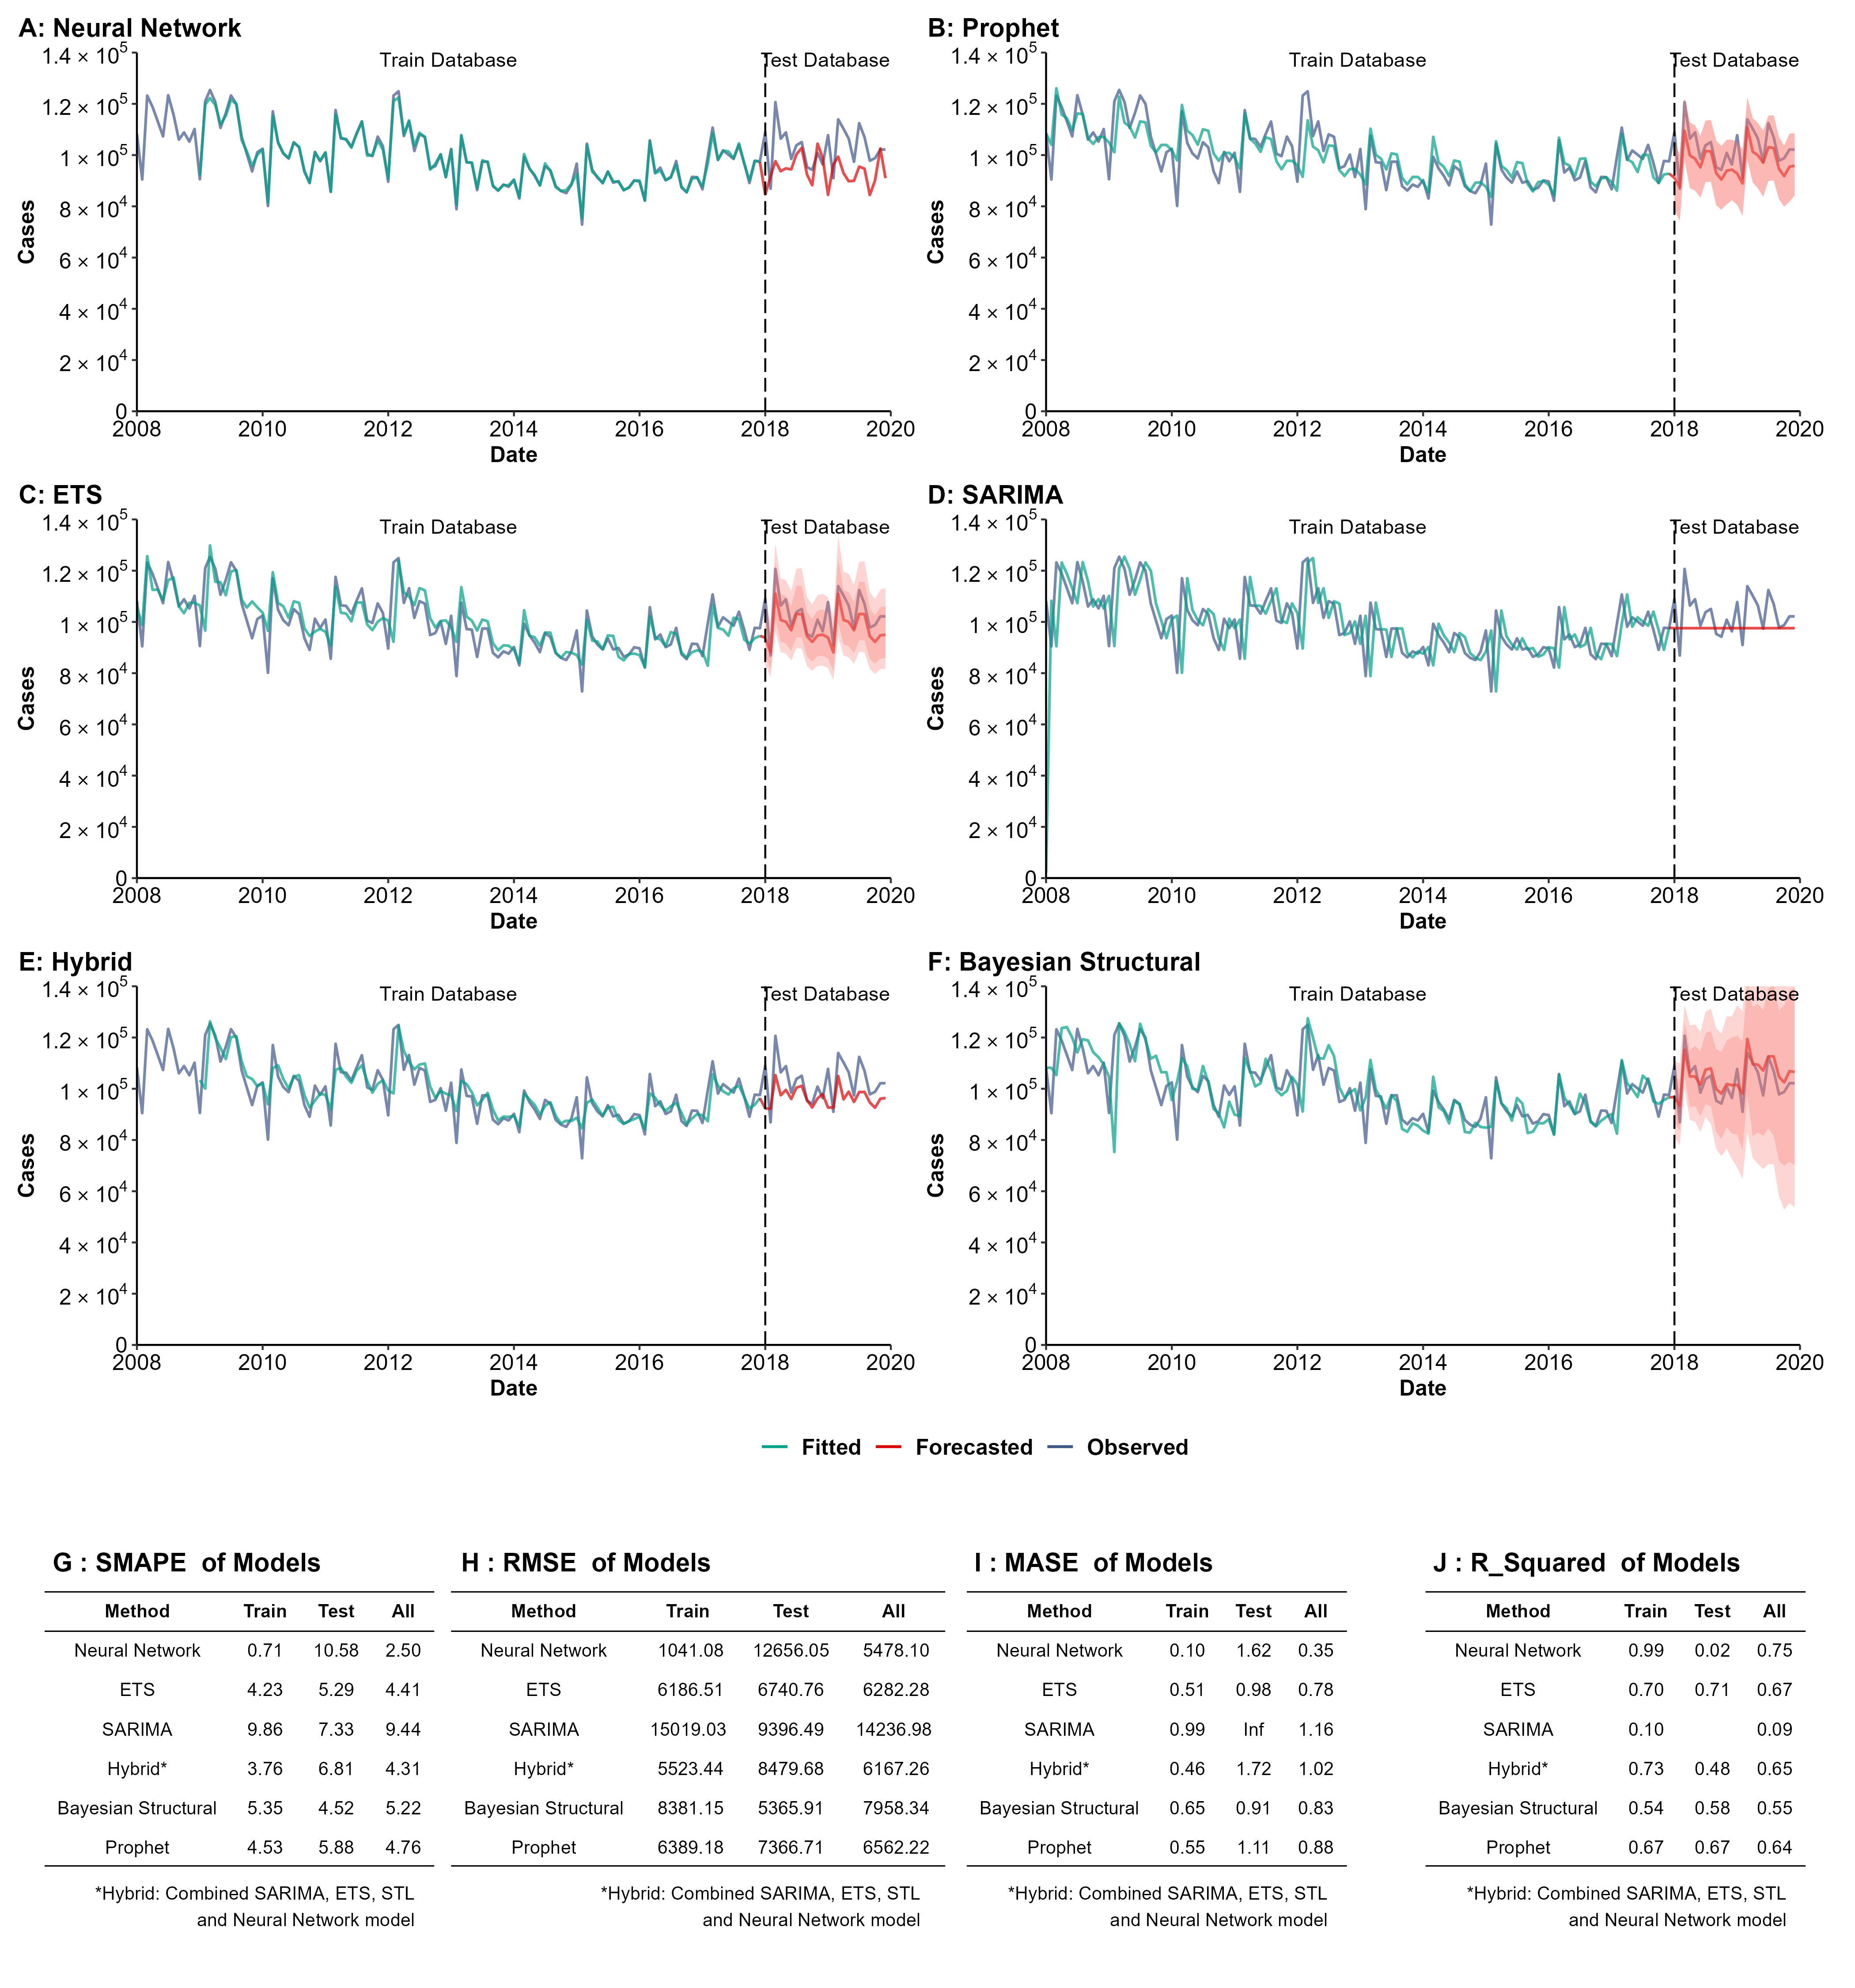 A: Neural Network
1.4 × 10^5
1.2 × 10^5
1 × 10^5
8 × 10^4
6 × 10^4
4 × 10^4
2 × 10^4
0
Cases
Train Database
Test Database
2008 2010 2012 2014 2016 2018 2020
Date
B: Prophet
1.4 × 10^5
1.2 × 10^5
1 × 10^5
8 × 10^4
6 × 10^4
4 × 10^4
2 × 10^4
0
Cases
Train Database
Test Database
2008 2010 2012 2014 2016 2018 2020
Date
C: ETS
1.4 × 10^5
1.2 × 10^5
1 × 10^5
8 × 10^4
6 × 10^4
4 × 10^4
2 × 10^4
0
Cases
Train Database
Test Database
2008 2010 2012 2014 2016 2018 2020
Date
D: SARIMA
1.4 × 10^5
1.2 × 10^5
1 × 10^5
8 × 10^4
6 × 10^4
4 × 10^4
2 × 10^4
0
Cases
Train Database
Test Database
2008 2010 2012 2014 2016 2018 2020
Date
E: Hybrid
1.4 × 10^5
1.2 × 10^5
1 × 10^5
8 × 10^4
6 × 10^4
4 × 10^4
2 × 10^4
0
Cases
Train Database
Test Database
2008 2010 2012 2014 2016 2018 2020
Date
F: Bayesian Structural
1.4 × 10^5
1.2 × 10^5
1 × 10^5
8 × 10^4
6 × 10^4
4 × 10^4
2 × 10^4
0
Cases
Train Database
Test Database
2008 2010 2012 2014 2016 2018 2020
Date
Fitted Forecasted Observed
G : SMAPE of Models
Method Train Test All
Neural Network 0.71 10.58 2.50
ETS 4.23 5.29 4.41
SARIMA 9.86 7.33 9.44
Hybrid* 3.76 6.81 4.31
Bayesian Structural 5.35 4.52 5.22
Prophet 4.53 5.88 4.76
*Hybrid: Combined SARIMA, ETS, STL
and Neural Network model
H : RMSE of Models
Method Train Test All
Neural Network 1041.08 12656.05 5478.10
ETS 6186.51 6740.76 6282.28
SARIMA 15019.03 9396.49 14236.98
Hybrid* 5523.44 8479.68 6167.26
Bayesian Structural 8381.15 5365.91 7958.34
Prophet 6389.18 7366.71 6562.22
*Hybrid: Combined SARIMA, ETS, STL
and Neural Network model
I : MASE of Models
Method Train Test All
Neural Network 0.10 1.62 0.35
ETS 0.51 0.98 0.78
SARIMA 0.99 Inf 1.16
Hybrid* 0.46 1.72 1.02
Bayesian Structural 0.65 0.91 0.83
Prophet 0.55 1.11 0.88
*Hybrid: Combined SARIMA, ETS, STL
and Neural Network model
J : R_Squared of Models
Method Train Test All
Neural Network 0.99 0.02 0.75
ETS 0.70 0.71 0.67
SARIMA 0.10 0.09
Hybrid* 0.73 0.48 0.65
Bayesian Structural 0.54 0.58 0.55
Prophet 0.67 0.67 0.64
*Hybrid: Combined SARIMA, ETS, STL
and Neural Network model